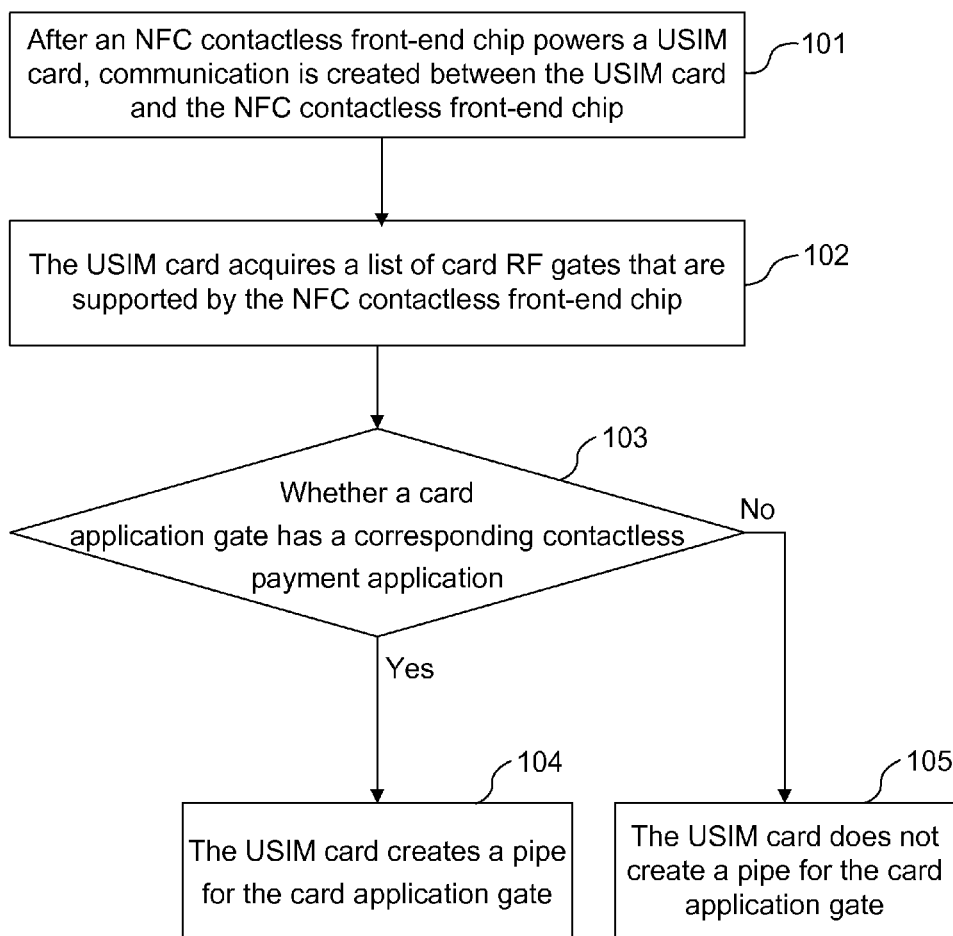 After an NFC contactless front-end chip powers a USIM
card, communication is created between the USIM card
and the NFC contactless front-end chip
101
The USIM card acquires a list of card RF gates that are
supported by the NFC contactless front-end chip
102
103
Whether a card
application gate has a corresponding contactless
payment application
No
Yes
104
The USIM card creates a pipe
for the card application gate
105
The USIM card does not
create a pipe for the card
application gate